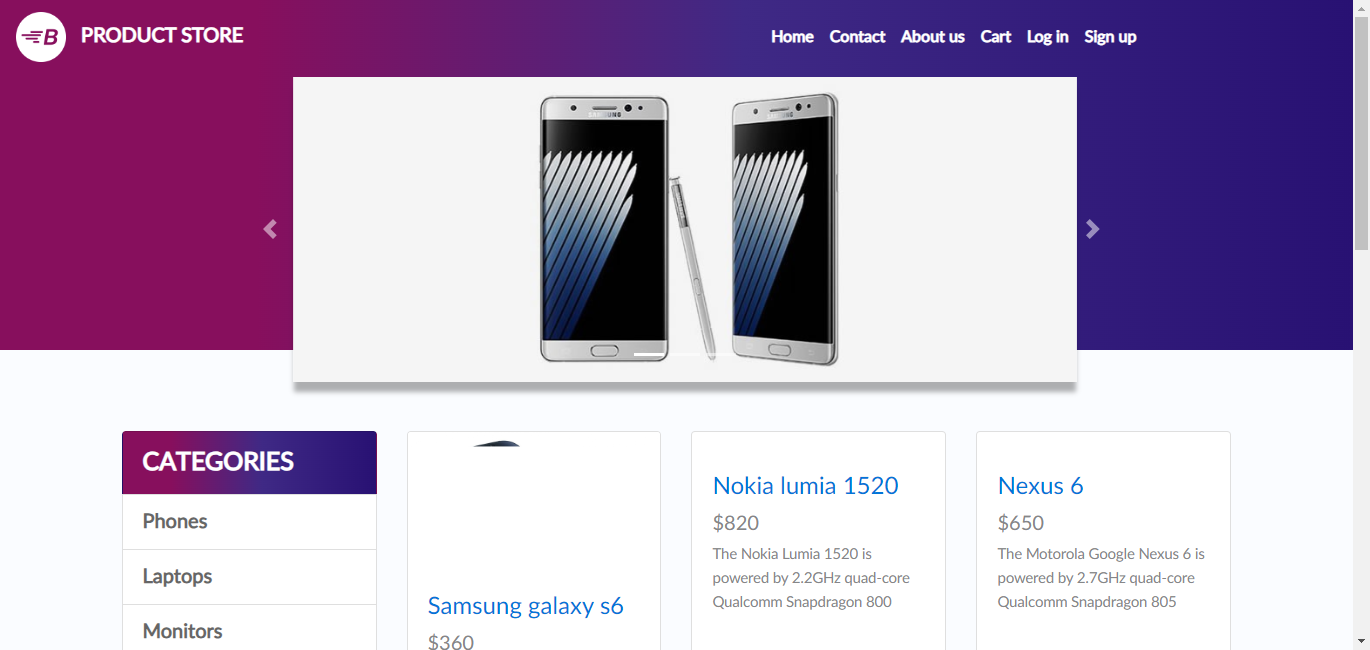 B PRODUCT STORE
Home Contact About us Cart Log in Sign up
SAMSUNG
CATEGORIES
Phones
Laptops
Monitors
Samsung galaxy s6
$360
Nokia lumia 1520
$820
The Nokia Lumia 1520 is
powered by 2.2GHz quad-core
Qualcomm Snapdragon 800
Nexus 6
$650
The Motorola Google Nexus 6 is
powered by 2.7GHz quad-core
Qualcomm Snapdragon 805